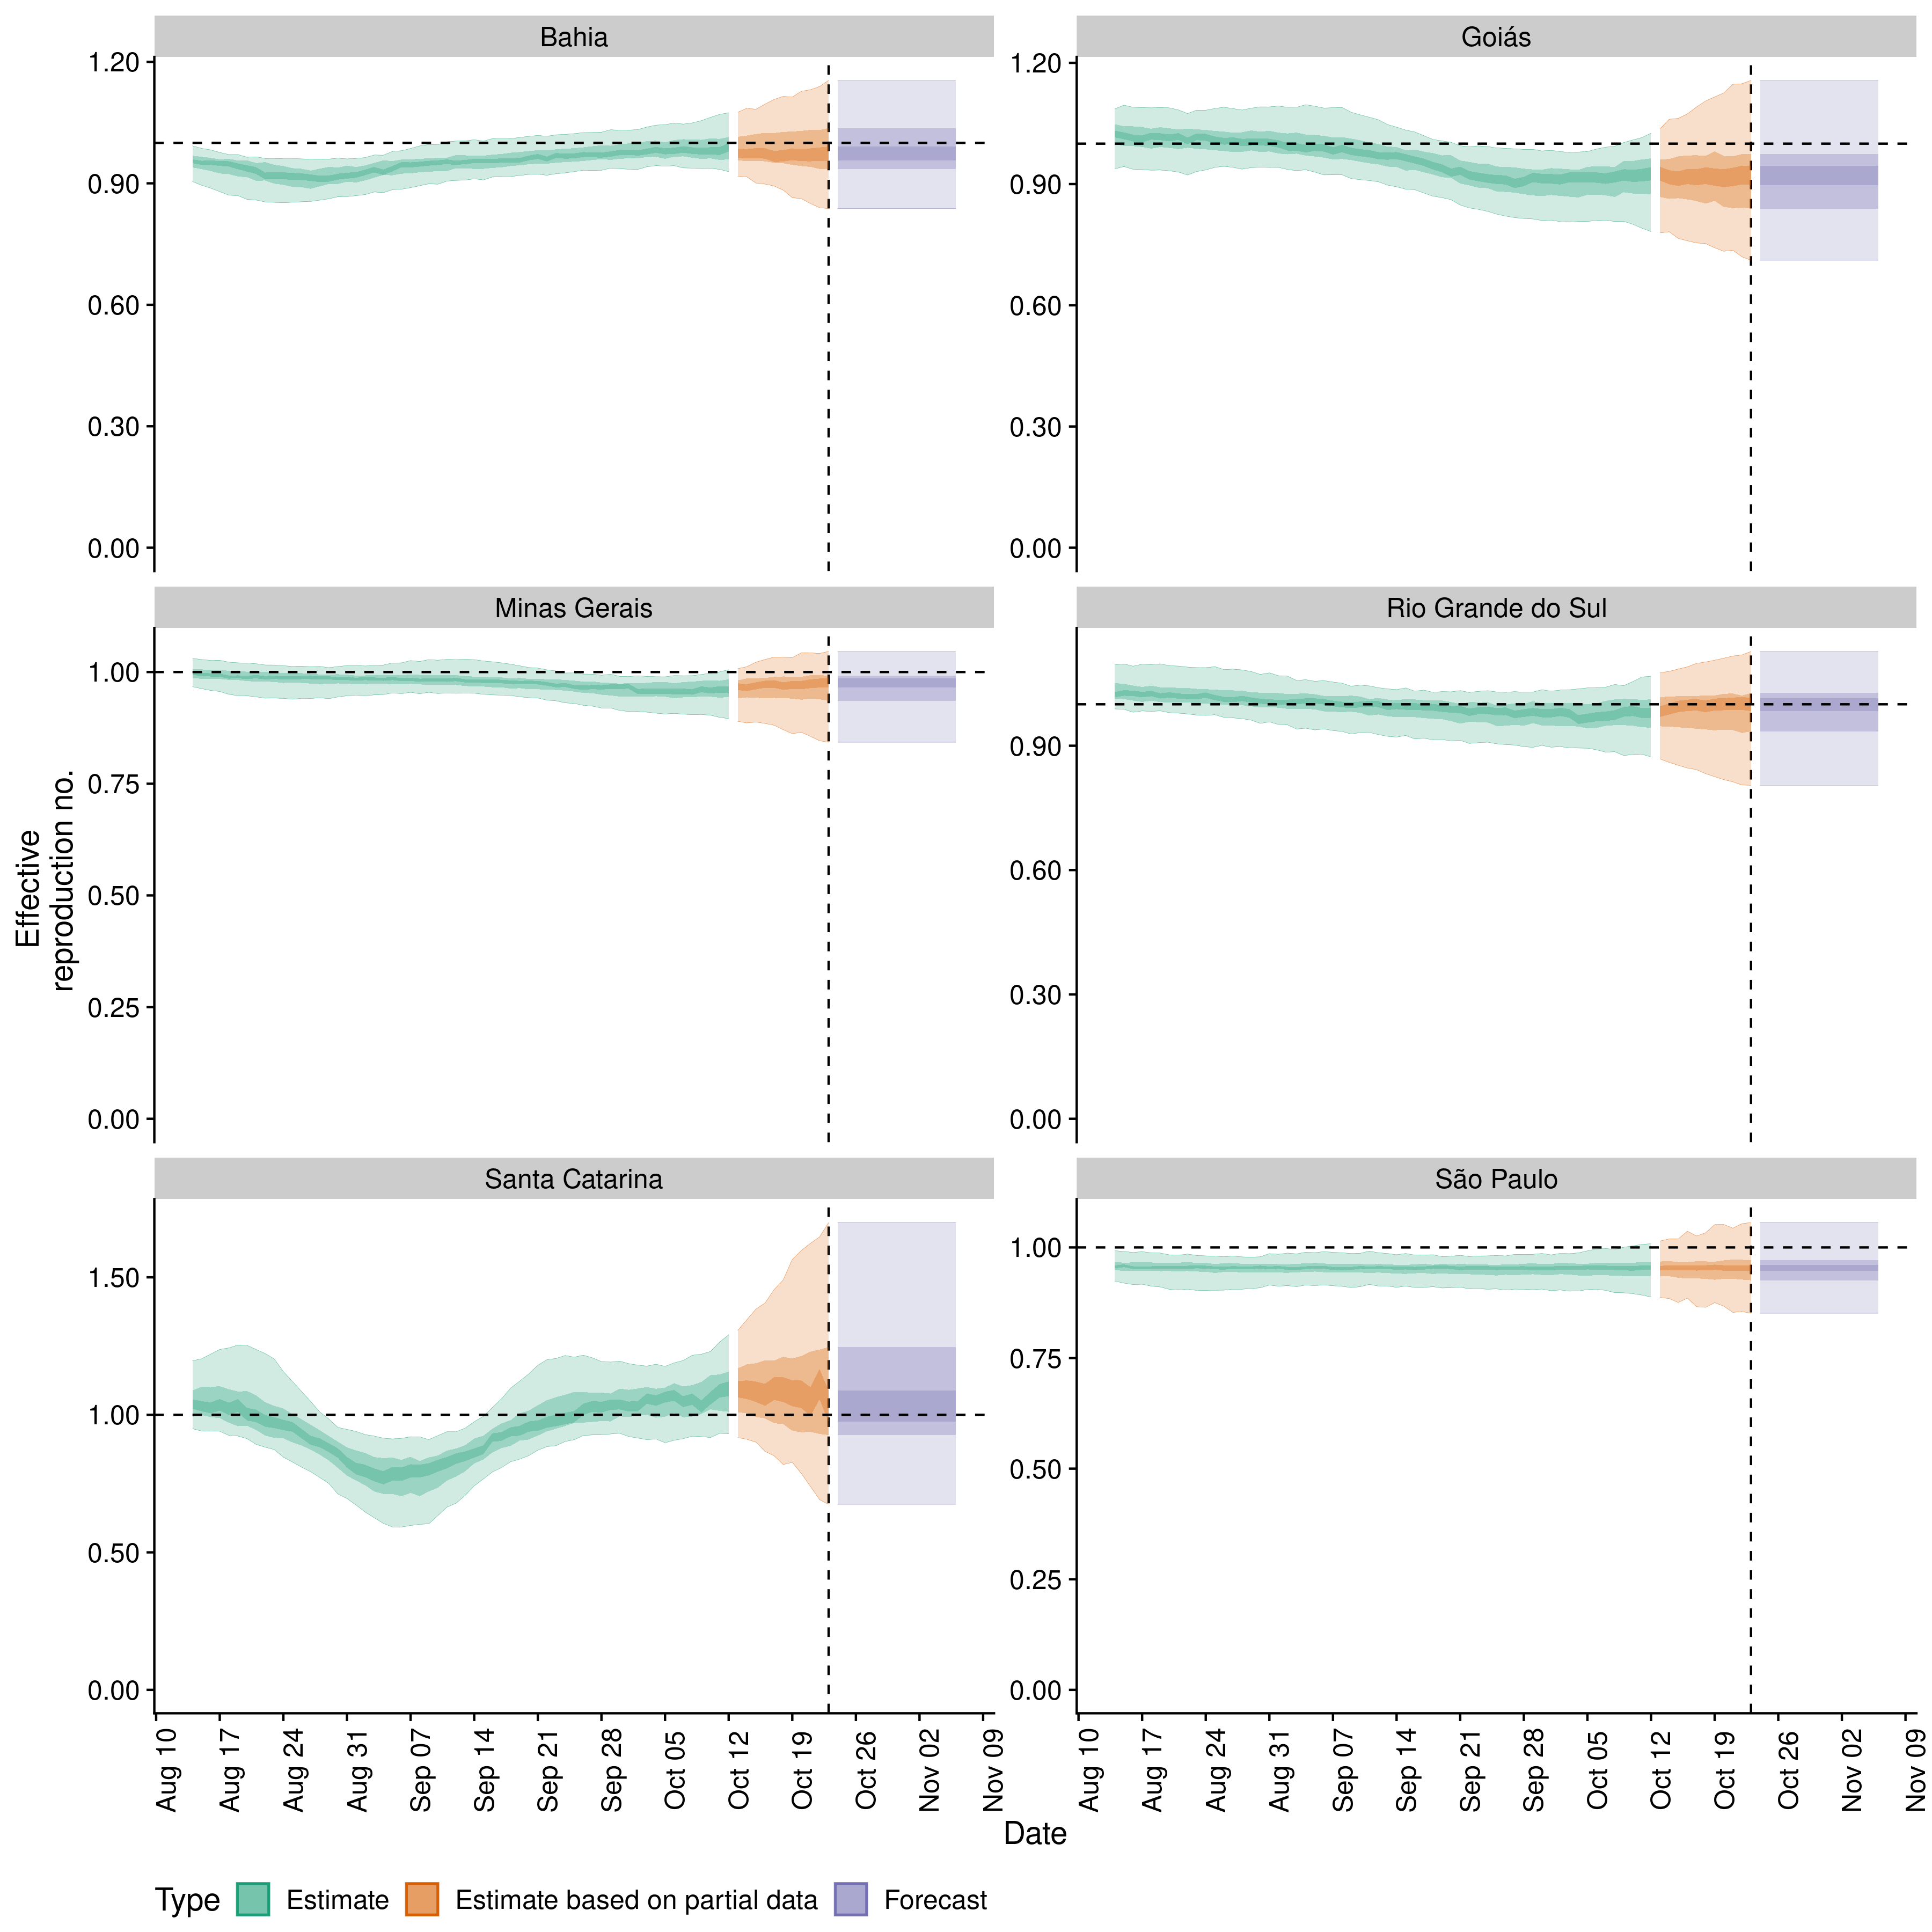 Bahia
Goiás
1.20
0.90
0.60
0.30
0.00
1.20
0.90
0.60
0.30
0.00
Minas Gerais
Rio Grande do Sul
1.00
0.75
0.50
0.25
0.00
0.90
0.60
0.30
0.00
Effective
reproduction no.
Santa Catarina
São Paulo
1.50
1.00
0.50
0.00
1.00
0.75
0.50
0.25
0.00
Aug 10
Aug 17
Aug 24
Aug 31
Sep 07
Sep 14
Sep 21
Sep 28
Oct 05
Oct 12
Oct 19
Oct 26
Nov 02
Nov 09
Aug 10
Aug 17
Aug 24
Aug 31
Sep 07
Sep 14
Sep 21
Sep 28
Oct 05
Oct 12
Oct 19
Oct 26
Nov 02
Nov 09
Date
Type Estimate Estimate based on partial data Forecast